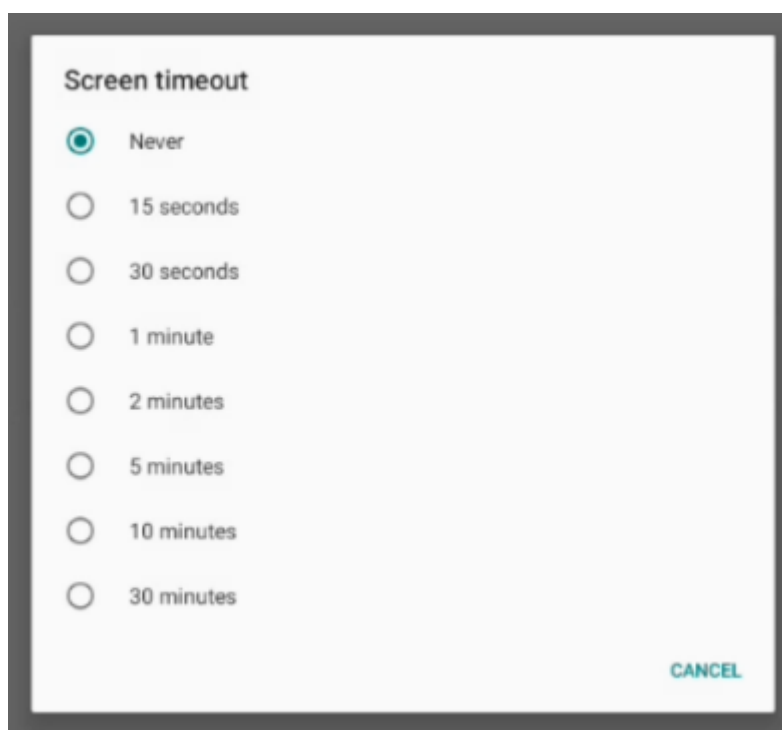 Screen timeout
Never
15 seconds
30 seconds
1 minute
2 minutes
5 minutes
10 minutes
30 minutes
CANCEL